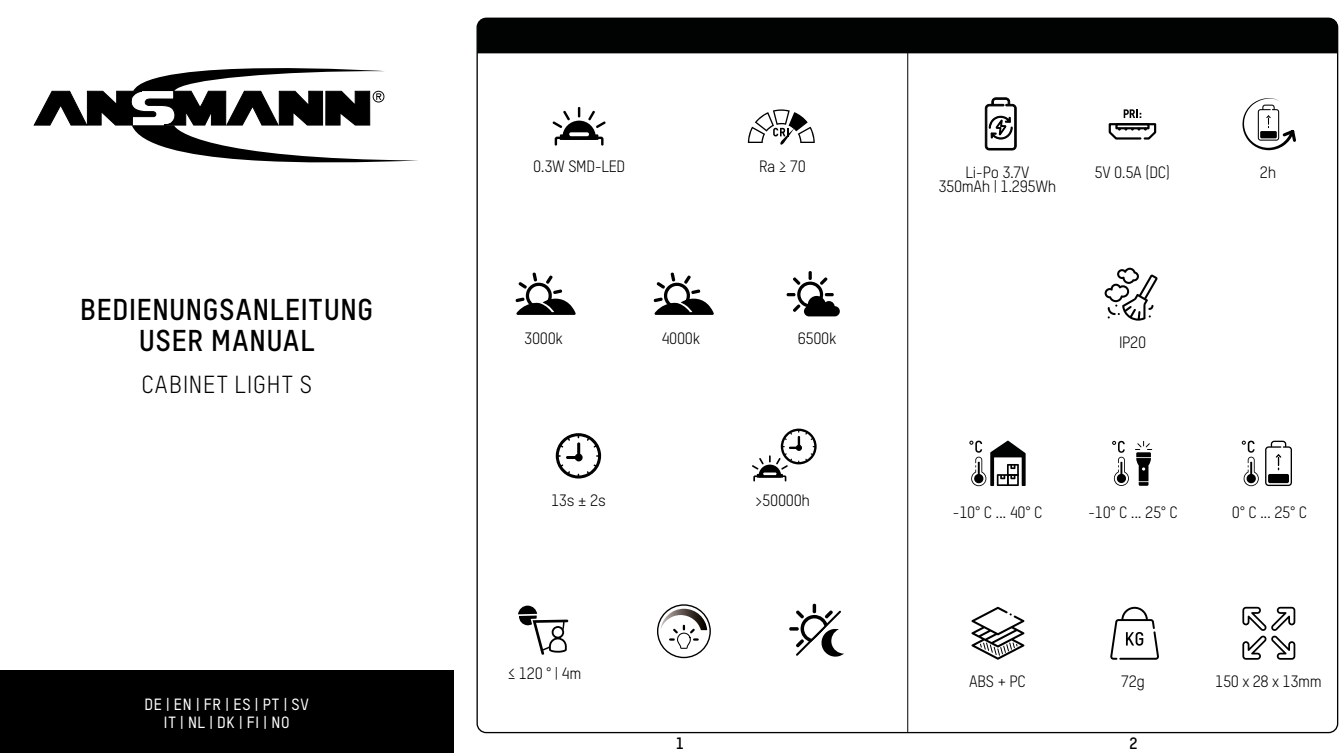 ANSMANN®
BEDIENUNGSANLEITUNG
USER MANUAL
CABINET LIGHT S
DE | EN | FR | ES | PT | SV
IT | NL | DK | FI | NO
0.3W SMD-LED
CRI
Ra ≥ 70
3000k
4000k
6500k
13s ± 2s
>50000h
≤ 120 ° | 4m
1
Li-Po 3.7V
350mAh | 1.295Wh
PRI:
5V 0.5A (DC)
2h
IP20
°C
-10° C ... 40° C
°C
-10° C ... 25° C
°C
0° C ... 25° C
ABS + PC
KG
72g
150 x 28 x 13mm
2